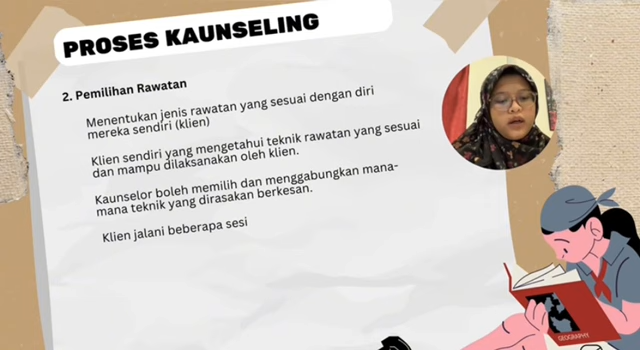 PROSES KAUNSELING
2. Pemilihan Rawatan
Menentukan jenis rawatan yang sesuai dengan diri
mereka sendiri (klien)
Klien sendiri yang mengetahui teknik rawatan yang sesuai
dan mampu dilaksanakan oleh klien.
Kaunselor boleh memilih dan menggabungkan mana-
mana teknik yang dirasakan berkesan.
Klien jalani beberapa sesi
GEOGRAPHY